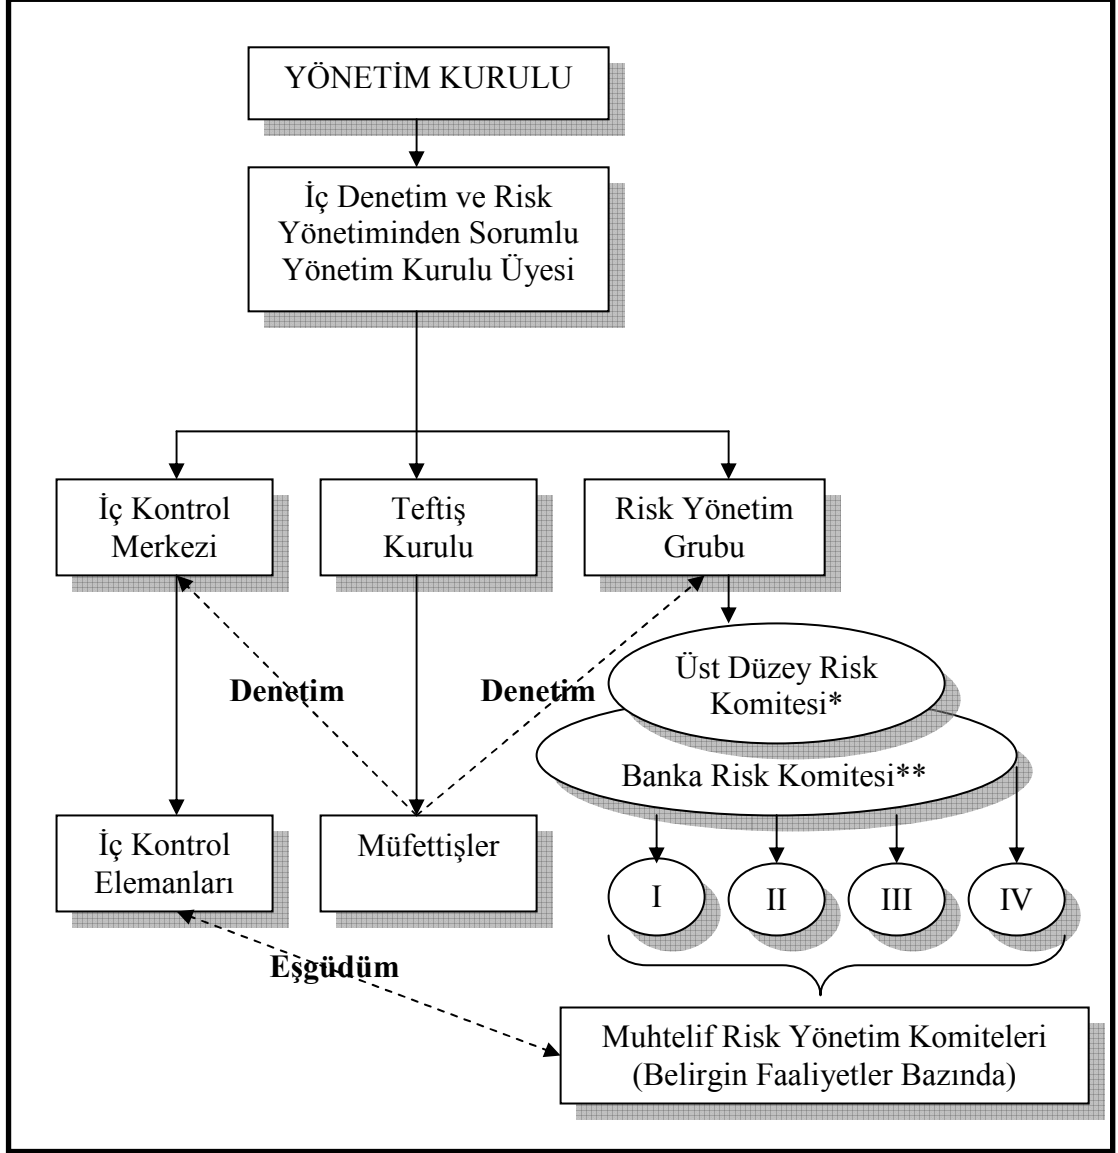 YÖNETİM KURULU
İç Denetim ve Risk
Yönetiminden Sorumlu
Yönetim Kurulu Üyesi
İç Kontrol
Merkezi
Teftiş
Kurulu
Risk Yönetim
Grubu
Üst Düzey Risk
Komitesi*
Denetim
Denetim
Banka Risk Komitesi**
İç Kontrol
Elemanları
Müfettişler
I
II
III
IV
Eşgüdüm
Muhtelif Risk Yönetim Komiteleri
(Belirgin Faaliyetler Bazında)